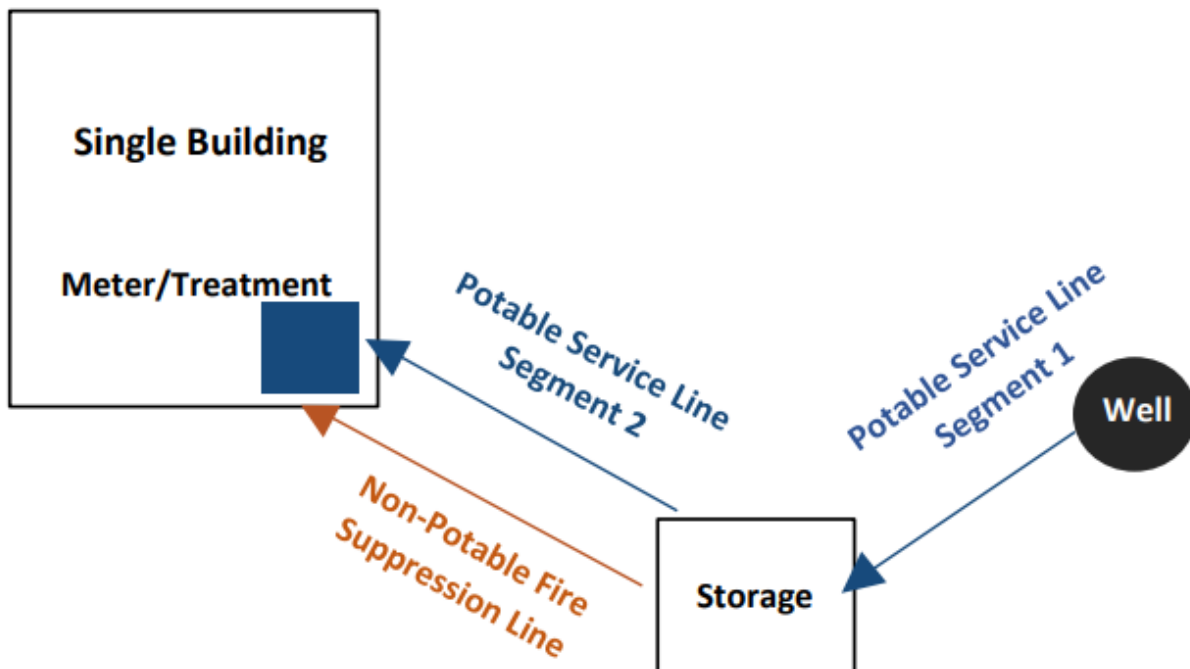 Single Building
Meter/Treatment
Potable Service Line
Segment 2
Potable Service Line
Segment 1
Well
Non-Potable Fire
Suppression Line
Storage